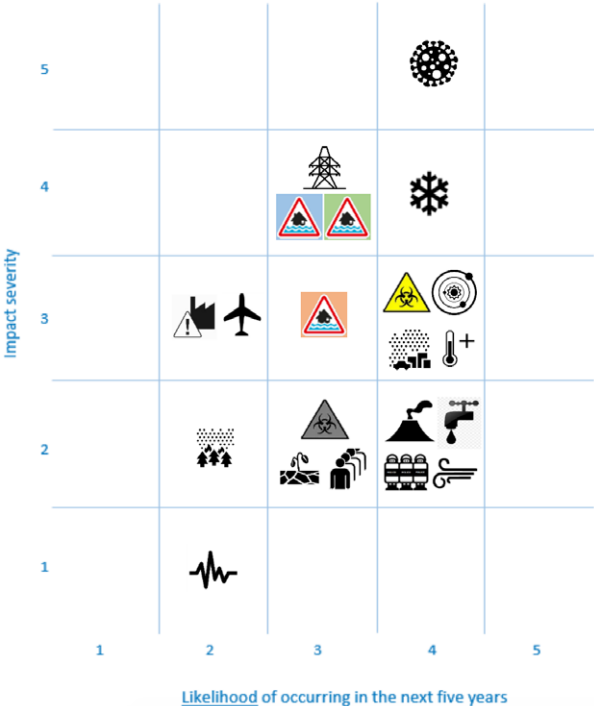 5
4
Impact severity
3
2
1
1 2 3 4 5
Likelihood of occurring in the next five years